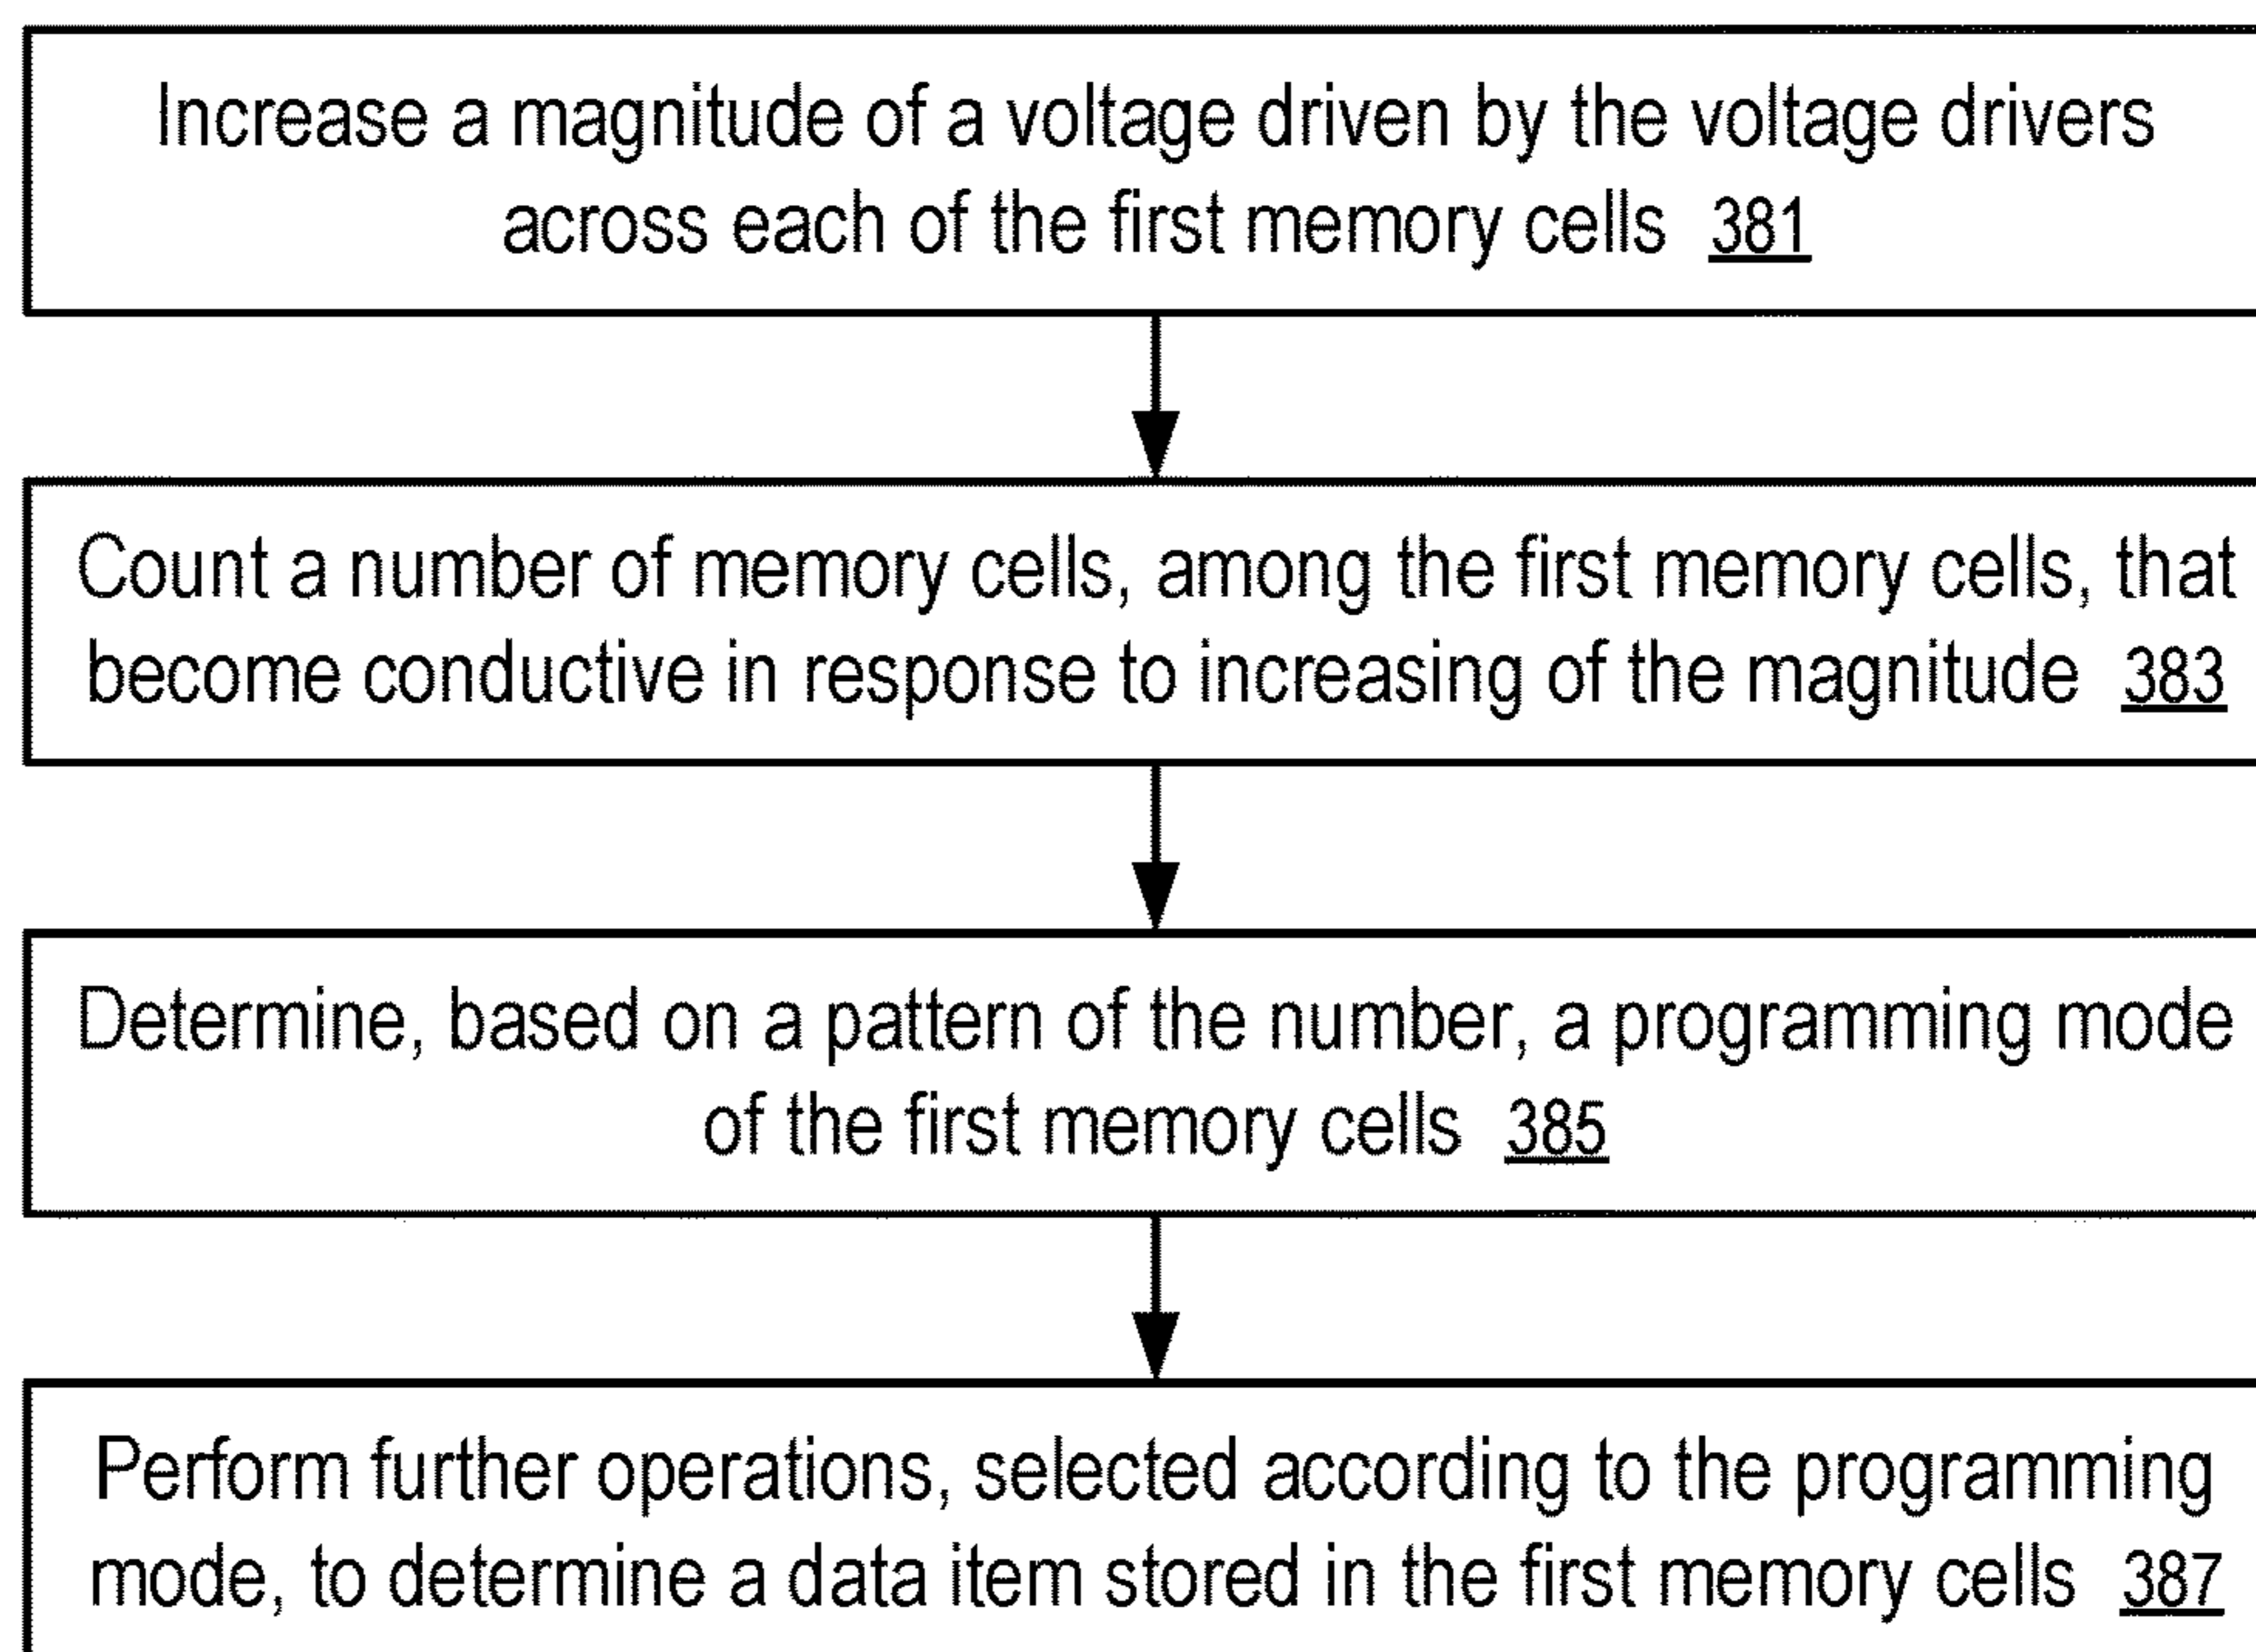 Increase a magnitude of a voltage driven by the voltage drivers
across each of the first memory cells 381
Count a number of memory cells, among the first memory cells, that
become conductive in response to increasing of the magnitude 383
Determine, based on a pattern of the number, a programming mode
of the first memory cells 385
Perform further operations, selected according to the programming
mode, to determine a data item stored in the first memory cells 387